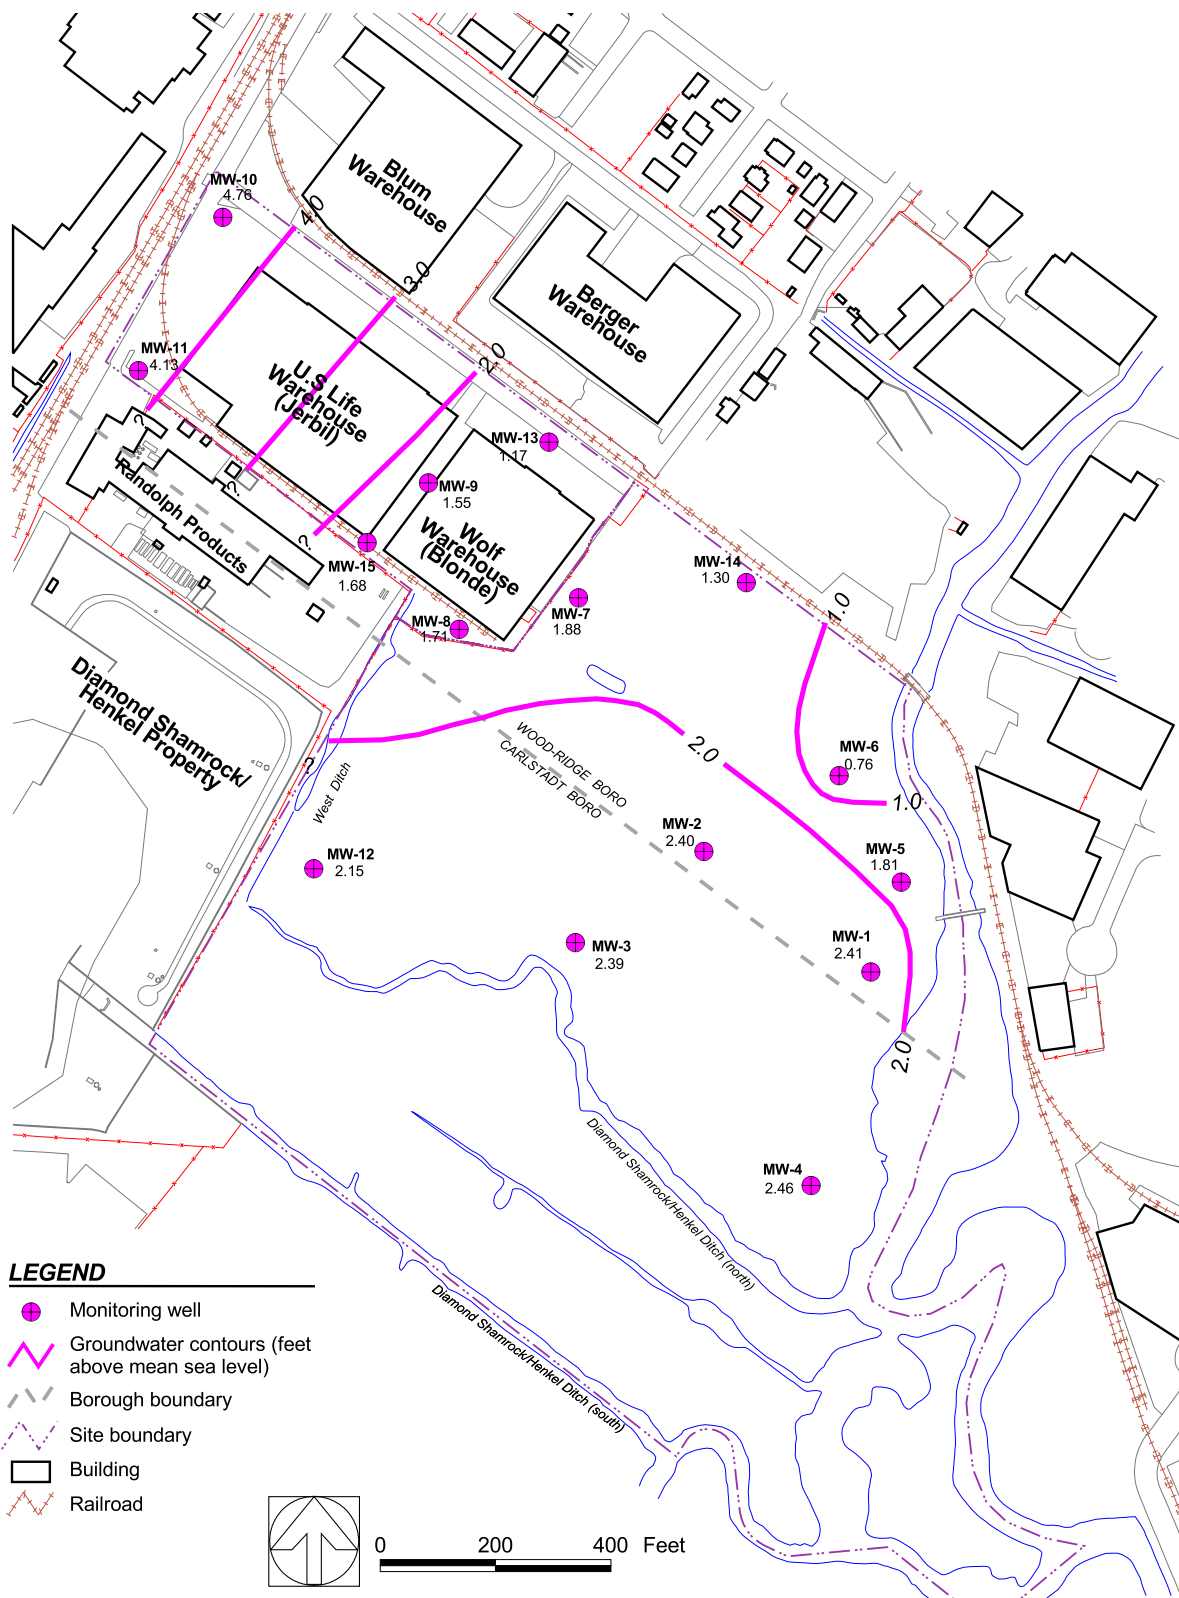 MW-10
4.76
4.0
Blum
Warehouse
3.0
Berger
Warehouse
MW-11
4.13
2.0
U.S Life
Warehouse
(Jerbil)
?
MW-13
1.17
Randolph Products
?
MW-9
1.55
?
Wolf
Warehouse
(Blonde)
MW-15
1.68
MW-14
1.30
MW-8
1.71
MW-7
1.88
1.0
Diamond Shamrock/
Henkel Property
WOOD-RIDGE BORO
CARLSTADT BORO
2.0
?
West Ditch
MW-6
0.76
1.0
MW-2
2.40
MW-5
1.81
MW-12
2.15
MW-3
2.39
MW-1
2.41
2.0
Diamond Shamrock/Henkel Ditch (north)
MW-4
2.46
Diamond Shamrock/Henkel Ditch (south)
LEGEND
Monitoring well
Groundwater contours (feet
above mean sea level)
Borough boundary
Site boundary
Building
Railroad
0 200 400 Feet